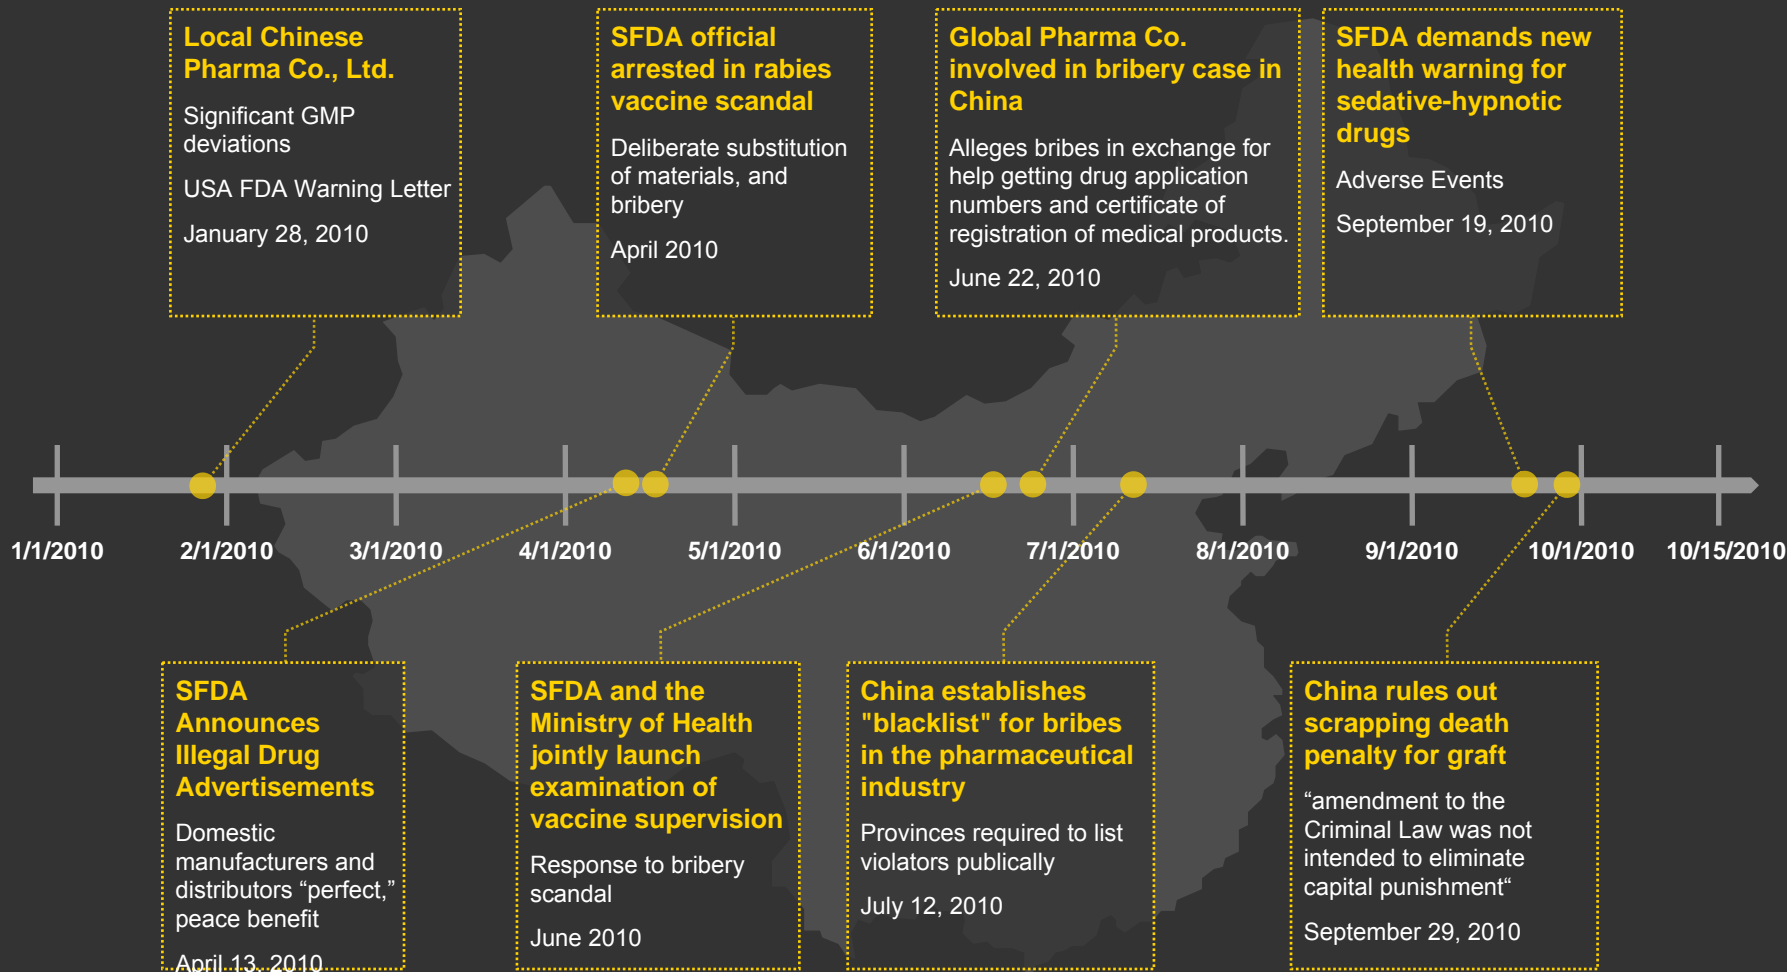 Local Chinese
Pharma Co., Ltd.
Significant GMP
deviations
USA FDA Warning Letter
January 28, 2010
SFDA official
arrested in rabies
vaccine scandal
Deliberate substitution
of materials, and
bribery
April 2010
Global Pharma Co.
involved in bribery case in
China
Alleges bribes in exchange for
help getting drug application
numbers and certificate of
registration of medical products.
June 22, 2010
SFDA demands new
health warning for
sedative-hypnotic
drugs
Adverse Events
September 19, 2010
1/1/2010 2/1/2010 3/1/2010 4/1/2010 5/1/2010 6/1/2010 7/1/2010 8/1/2010 9/1/2010 10/1/2010 10/15/2010
SFDA
Announces
Illegal Drug
Advertisements
Domestic
manufacturers and
distributors “perfect,”
peace benefit
April 13, 2010
SFDA and the
Ministry of Health
jointly launch
examination of
vaccine supervision
Response to bribery
scandal
June 2010
China establishes
"blacklist" for bribes
in the pharmaceutical
industry
Provinces required to list
violators publically
July 12, 2010
China rules out
scrapping death
penalty for graft
“amendment to the
Criminal Law was not
intended to eliminate
capital punishment“
September 29, 2010